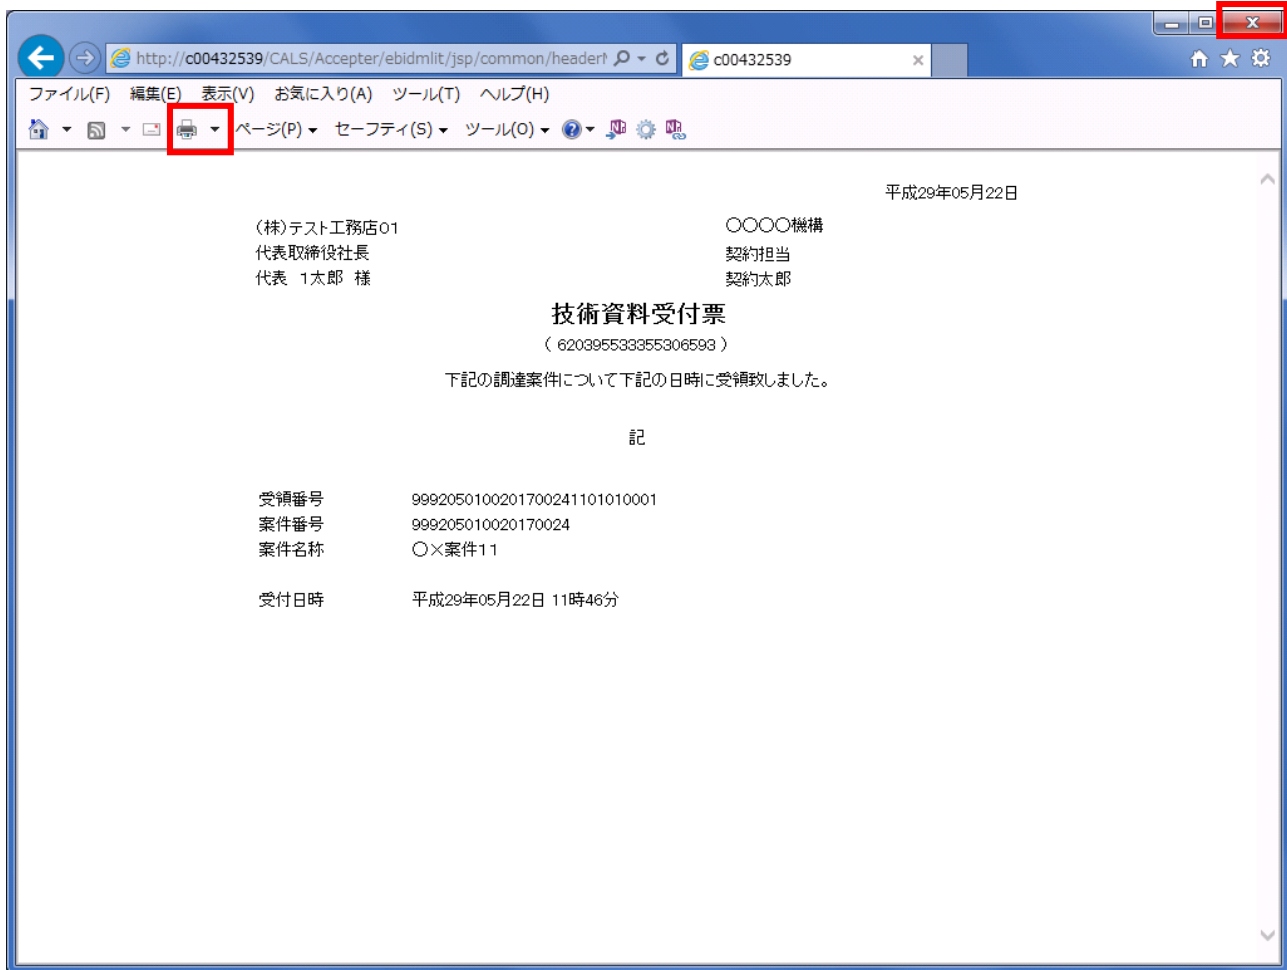 http://c00432539/CALS/Accepter/ebidmlit/jsp/common/header
c00432539
ファイル(F) 編集(E) 表示(V) お気に入り(A) ツール(T) ヘルプ(H)
ページ(P) セーフティ(S) ツール(O)
平成29年05月22日
(株)テスト工務店01
〇〇〇〇機構
代表取締役社長
契約担当
代表 1太郎 様
契約太郎
技術資料受付票
( 620395533355306593 )
下記の調達案件について下記の日時に受領致しました。
記
受領番号 9992050100201700241101010001
案件番号 999205010020170024
案件名称 〇×案件11
受付日時 平成29年05月22日 11時46分